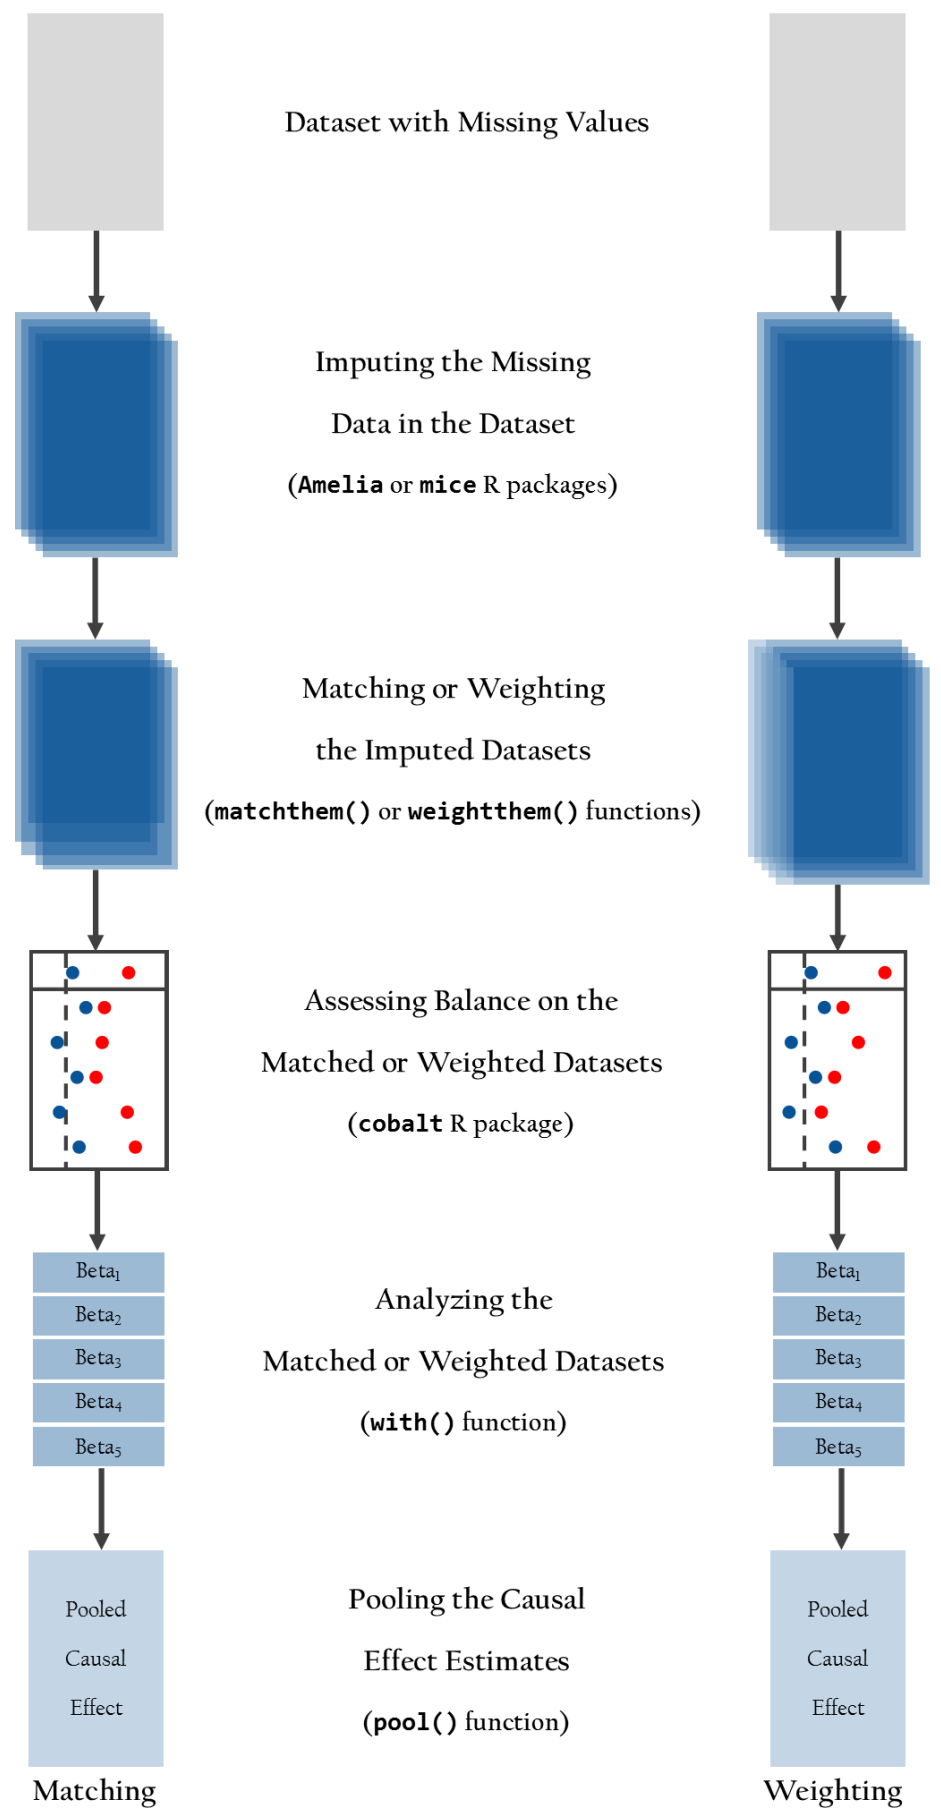 Dataset with Missing Values
Imputing the Missing
Data in the Dataset
(Amelia or mice R packages)
Matching or Weighting
the Imputed Datasets
(matchthem() or weightthem() functions)
Assessing Balance on the
Matched or Weighted Datasets
(cobalt R package)
Beta₁
Beta₂
Beta₃
Beta₄
Beta₅
Analyzing the
Matched or Weighted Datasets
(with() function)
Beta₁
Beta₂
Beta₃
Beta₄
Beta₅
Pooled
Causal
Effect
Pooling the Causal
Effect Estimates
(pool() function)
Pooled
Causal
Effect
Matching
Weighting